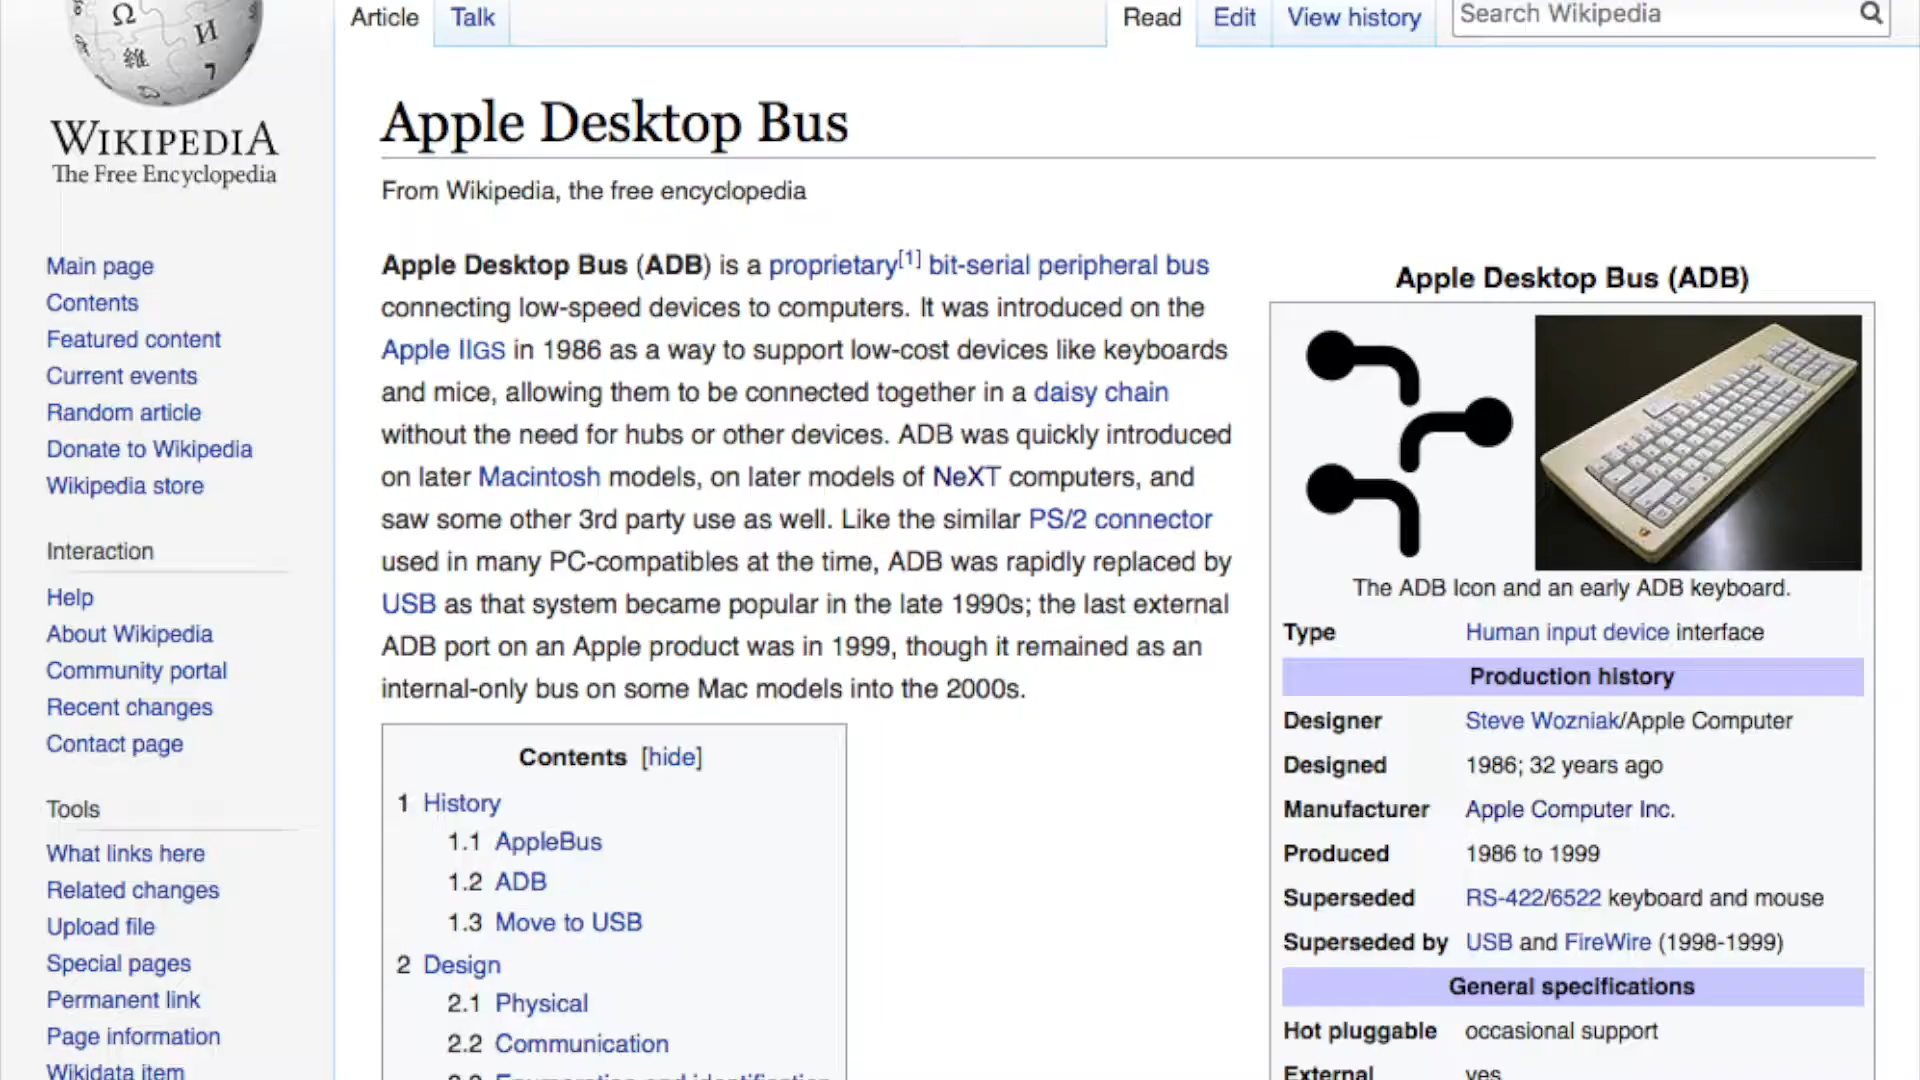 Article
Talk
Read
Edit
View history
Search Wikipedia
WIKIPEDIA
The Free Encyclopedia
Main page
Contents
Featured content
Current events
Random article
Donate to Wikipedia
Wikipedia store
Interaction
Help
About Wikipedia
Community portal
Recent changes
Contact page
Tools
What links here
Related changes
Upload file
Special pages
Permanent link
Page information
Wikidata item
Apple Desktop Bus
From Wikipedia, the free encyclopedia
Apple Desktop Bus (ADB) is a proprietary[1] bit-serial peripheral bus
connecting low-speed devices to computers. It was introduced on the
Apple IIGS in 1986 as a way to support low-cost devices like keyboards
and mice, allowing them to be connected together in a daisy chain
without the need for hubs or other devices. ADB was quickly introduced
on later Macintosh models, on later models of NeXT computers, and
saw some other 3rd party use as well. Like the similar PS/2 connector
used in many PC-compatibles at the time, ADB was rapidly replaced by
USB as that system became popular in the late 1990s; the last external
ADB port on an Apple product was in 1999, though it remained as an
internal-only bus on some Mac models into the 2000s.
Contents [hide]
1 History
1.1 AppleBus
1.2 ADB
1.3 Move to USB
2 Design
2.1 Physical
2.2 Communication
Apple Desktop Bus (ADB)
The ADB Icon and an early ADB keyboard.
Type Human input device interface
Production history
Designer Steve Wozniak/Apple Computer
Designed 1986; 32 years ago
Manufacturer Apple Computer Inc.
Produced 1986 to 1999
Superseded RS-422/6522 keyboard and mouse
Superseded by USB and FireWire (1998-1999)
General specifications
Hot pluggable occasional support
External yes